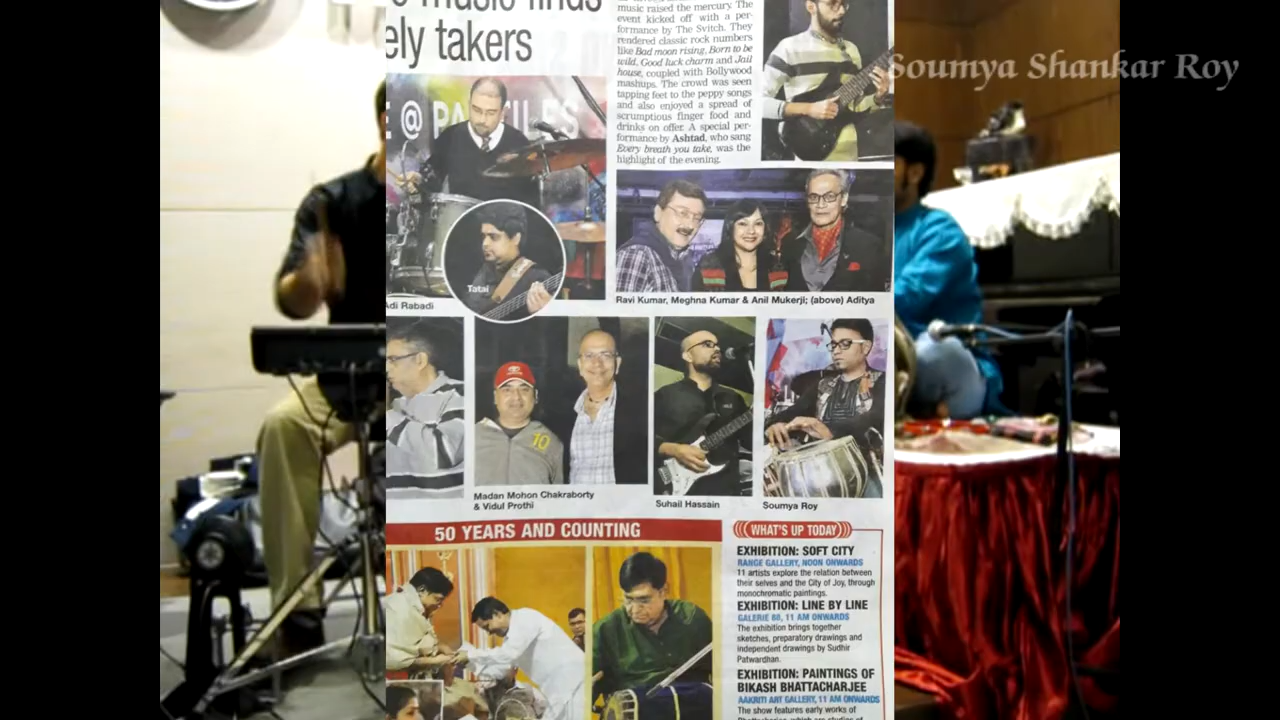 music finds
ely takers
music raised the mercury. The
event kicked off with a per-
formance by The Svitch. They
rendered classic rock numbers
like Bad moon rising, Born to be
wild, Good luck charm and Jail
house, coupled with Bollywood
mashups. The crowd was seen
tapping feet to the peppy songs
and also enjoyed a spread of
scrumptious finger food and
drinks on offer. A special per-
formance by Ashtad, who sang
Every breath you take, was the
highlight of the evening.
Soumya Shankar Roy
E @ PA
Tatai
Adi Rabadi
Ravi Kumar, Meghna Kumar & Anil Mukerji; (above) Aditya
10
Madan Mohon Chakraborty
& Vidul Prothi
Suhail Hassain
Soumya Roy
50 YEARS AND COUNTING
WHAT'S UP TODAY
EXHIBITION: SOFT CITY
RANGE GALLERY, NOON ONWARDS
11 artists explore the relation between
their selves and the City of Joy, through
monochromatic paintings.
EXHIBITION: LINE BY LINE
GALERIE 88, 11 AM ONWARDS
The exhibition brings together
sketches, preparatory drawings and
independent drawings by Sudhir
Patwardhan.
EXHIBITION: PAINTINGS OF
BIKASH BHATTACHARJEE
AAKRITI ART GALLERY, 11 AM ONWARDS
The show features early works of